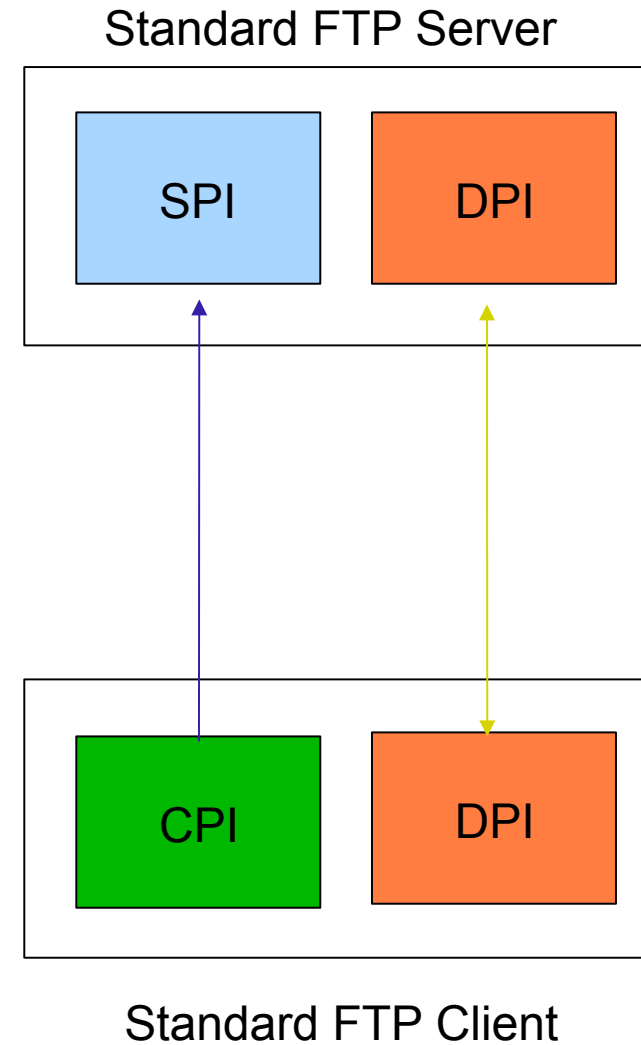 Standard FTP Server
SPI
DPI
CPI
DPI
Standard FTP Client